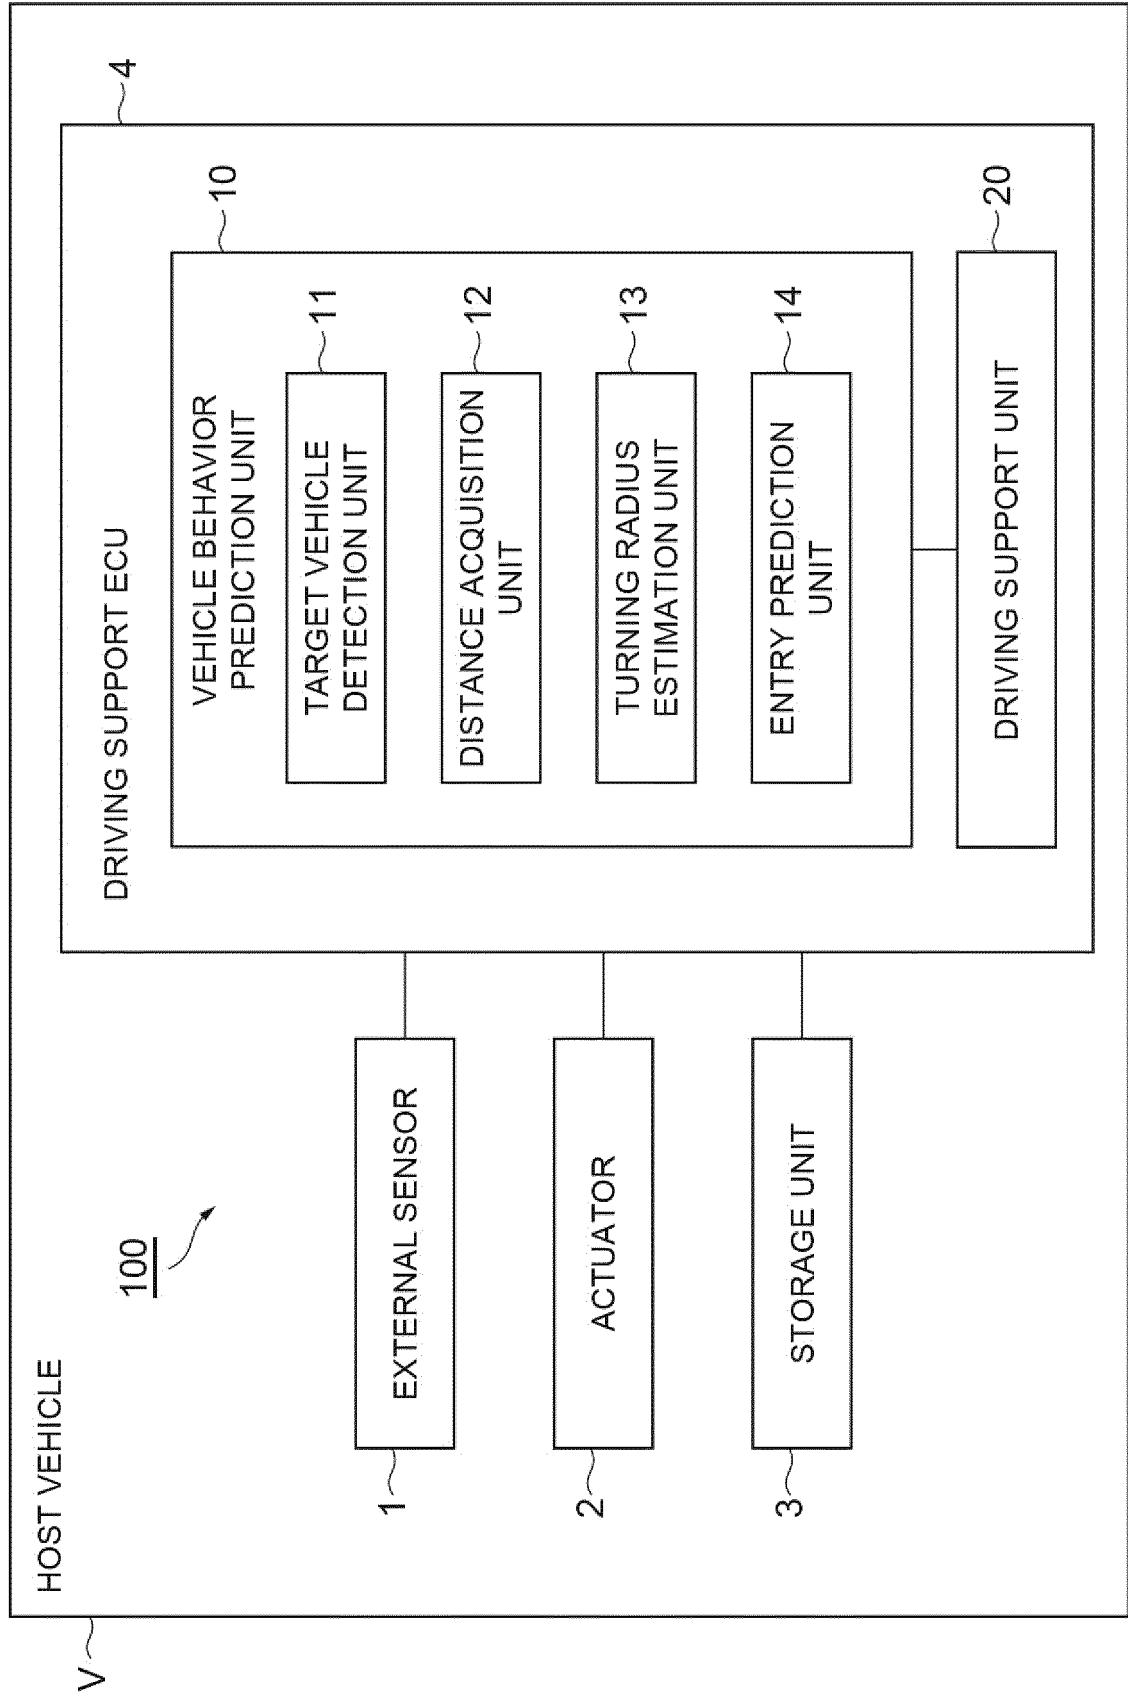 V
HOST VEHICLE
100
1
EXTERNAL SENSOR
2
ACTUATOR
3
STORAGE UNIT
4
DRIVING SUPPORT ECU
10
VEHICLE BEHAVIOR
PREDICTION UNIT
11
TARGET VEHICLE
DETECTION UNIT
12
DISTANCE ACQUISITION
UNIT
13
TURNING RADIUS
ESTIMATION UNIT
14
ENTRY PREDICTION
UNIT
20
DRIVING SUPPORT UNIT